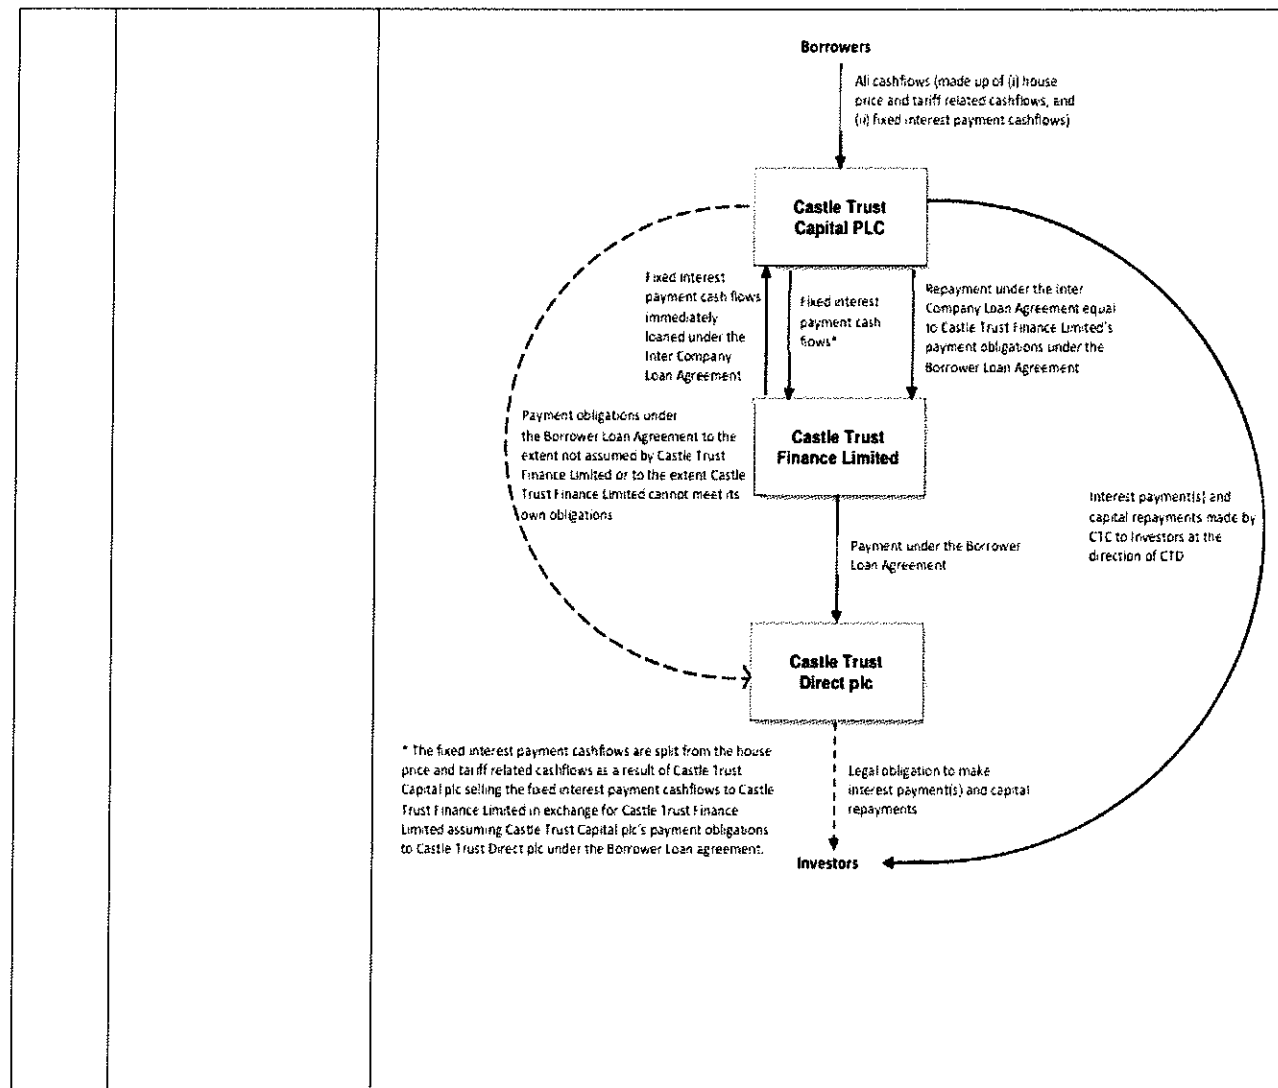 Borrowers
All cashflows (made up of (i) house
price and tariff related cashflows, and
(ii) fixed interest payment cashflows)
Castle Trust
Capital PLC
Fixed interest
payment cash flows
immediately
loaned under the
Inter Company
Loan Agreement
Fixed interest
payment cash
flows*
Repayment under the Inter
Company Loan Agreement equal
to Castle Trust Finance Limited's
payment obligations under the
Borrower Loan Agreement
Payment obligations under
the Borrower Loan Agreement to the
extent not assumed by Castle Trust
Finance Limited or to the extent Castle
Trust Finance Limited cannot meet its
own obligations
Castle Trust
Finance Limited
Interest payment(s) and
capital repayments made by
CTC to Investors at the
direction of CTD
Payment under the Borrower
Loan Agreement
Castle Trust
Direct plc
* The fixed interest payment cashflows are split from the house
price and tariff related cashflows as a result of Castle Trust
Capital plc selling the fixed interest payment cashflows to Castle
Trust Finance Limited in exchange for Castle Trust Finance
Limited assuming Castle Trust Capital plc's payment obligations
to Castle Trust Direct plc under the Borrower Loan agreement.
Legal obligation to make
interest payment(s) and capital
repayments
Investors